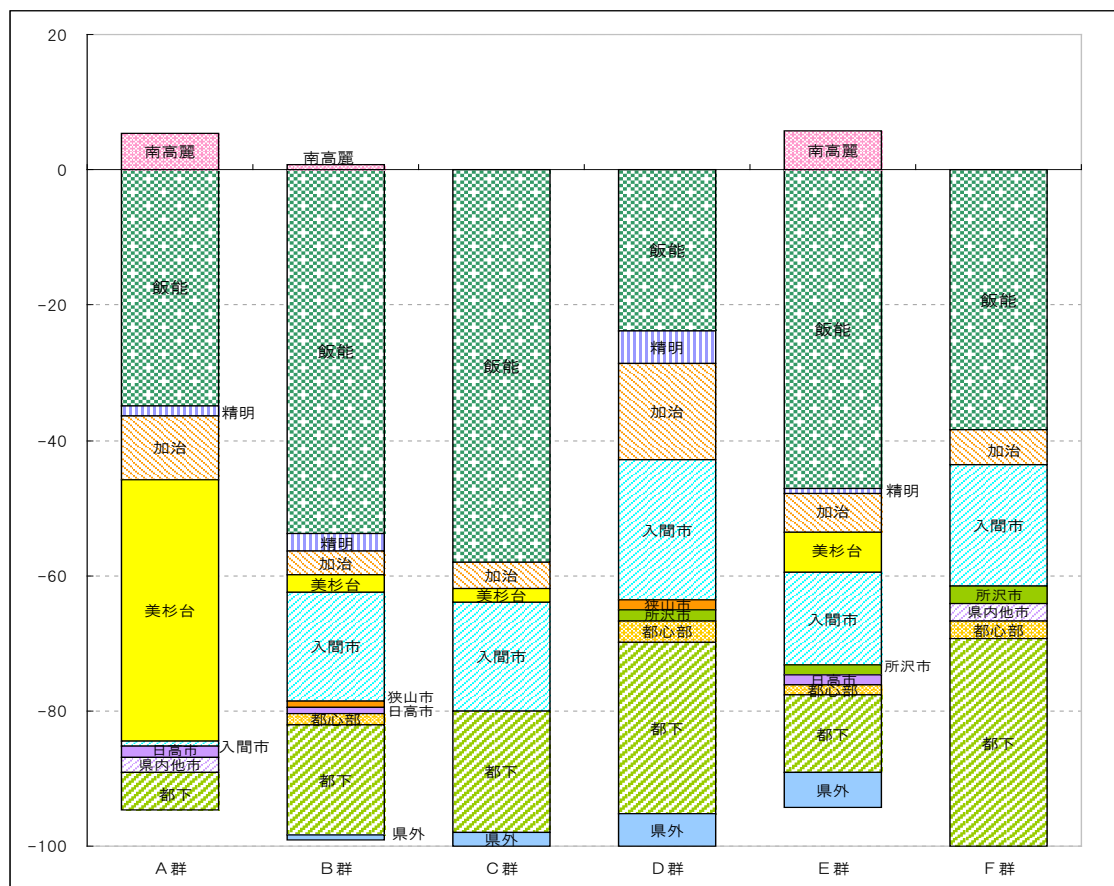 20
0
-20
-40
-60
-80
-100
南高麗
飯能
精明
加治
美杉台
入間市
日高市
県内他市
都下
A群
南高麗
飯能
精明
加治
美杉台
入間市
狭山市
日高市
都心部
都下
県外
B群
飯能
加治
美杉台
入間市
都下
県外
C群
飯能
精明
加治
入間市
狭山市
所沢市
都心部
都下
県外
D群
南高麗
飯能
精明
加治
美杉台
入間市
所沢市
日高市
都心部
都下
県外
E群
飯能
加治
入間市
所沢市
県内他市
都心部
都下
F群